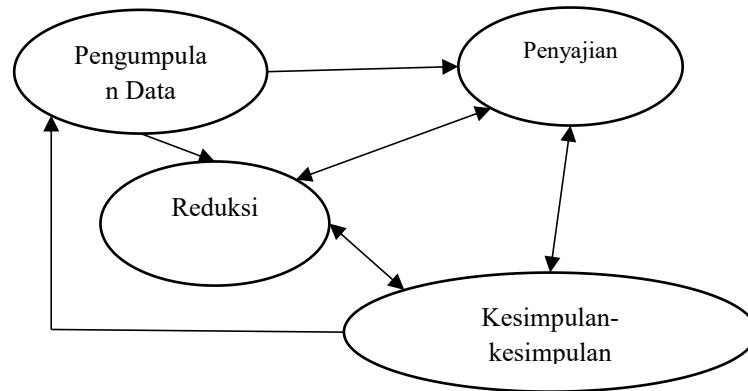 Pengumpula
n Data
Penyajian
Reduksi
Kesimpulan-
kesimpulan